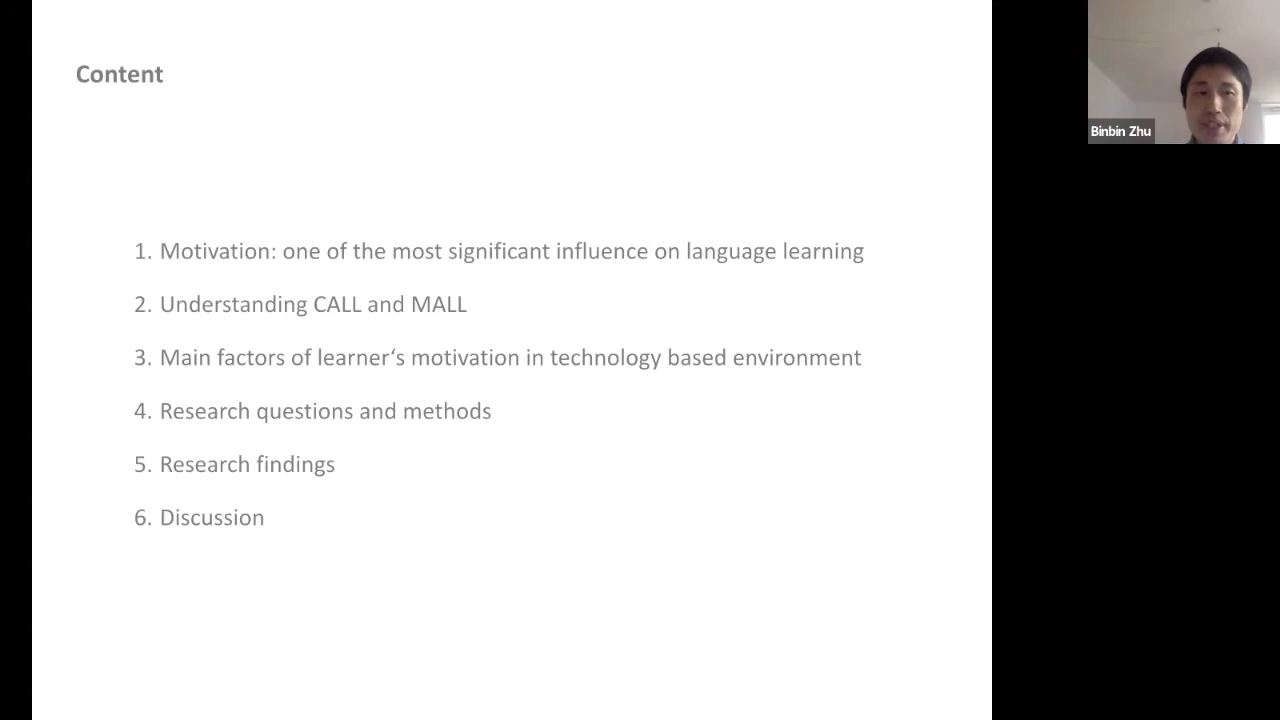 Content
1. Motivation: one of the most significant influence on language learning
2. Understanding CALL and MALL
3. Main factors of learner‘s motivation in technology based environment
4. Research questions and methods
5. Research findings
6. Discussion
Binbin Zhu